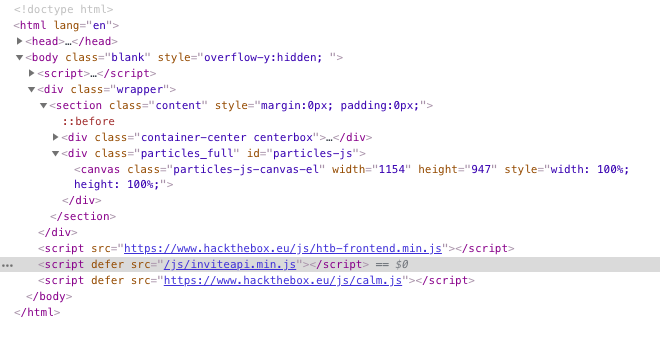 <!doctype html>
<html lang="en">
<head>…</head>
<body class="blank" style="overflow-y:hidden; ">
<script>…</script>
<div class="wrapper">
<section class="content" style="margin:0px; padding:0px;">
::before
<div class="container-center centerbox">…</div>
<div class="particles_full" id="particles-js">
<canvas class="particles-js-canvas-el" width="1154" height="947" style="width: 100%;
height: 100%;">
</div>
</section>
</div>
<script src="https://www.hackthebox.eu/js/htb-frontend.min.js"></script>
<script defer src="/js/inviteapi.min.js"></script> == $0
<script defer src="https://www.hackthebox.eu/js/calm.js"></script>
</body>
</html>